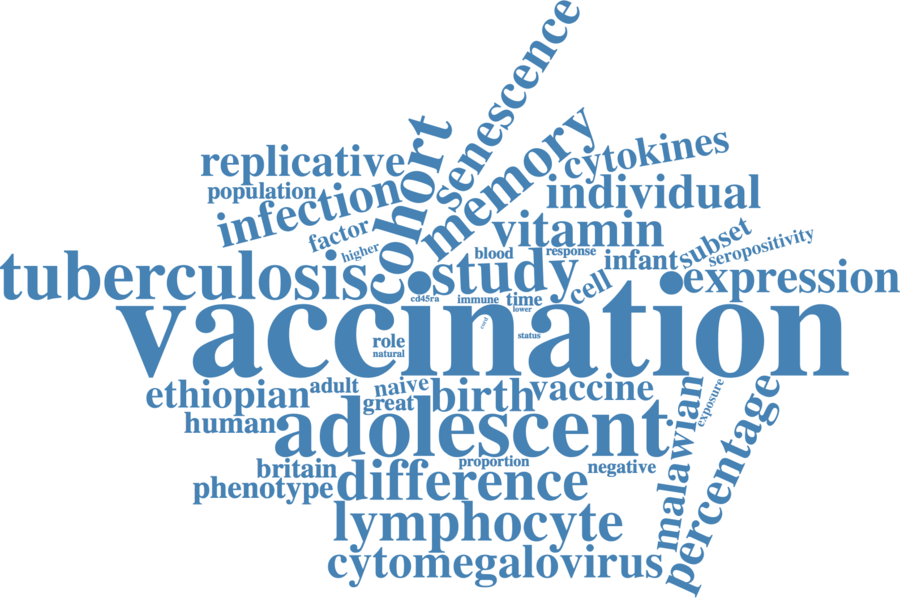 senescence
cohort
memory
cytokines
replicative
population
individual
infection
factor
vitamin
subset
seropositivity
higher
blood
response
infant
tuberculosis
study
cell
expression
cd45ra
immune
time
lower
vaccination
cord
status
role
natural
ethiopian
adult
naive
birth
vaccine
malawian
exposure
percentage
great
human
adolescent
britain
proportion
negative
phenotype
difference
lymphocyte
cytomegalovirus